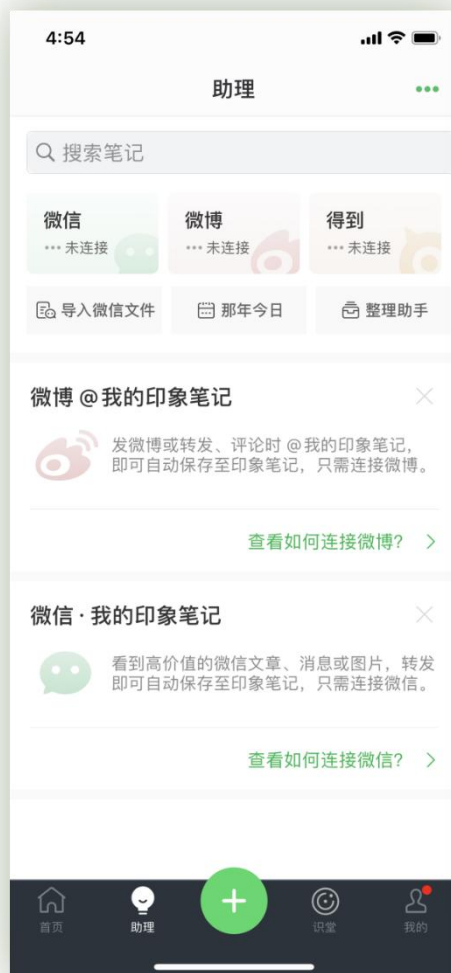 4:54
助理
搜索笔记
微信
未连接
微博
未连接
得到
未连接
导入微信文件
那年今日
整理助手
微博 @我的印象笔记
发微博或转发、评论时 @我的印象笔记，
即可自动保存至印象笔记，只需连接微博。
查看如何连接微博?
微信 · 我的印象笔记
看到高价值的微信文章、消息或图片，转发
即可自动保存至印象笔记，只需连接微信。
查看如何连接微信?
首页
助理
识堂
我的